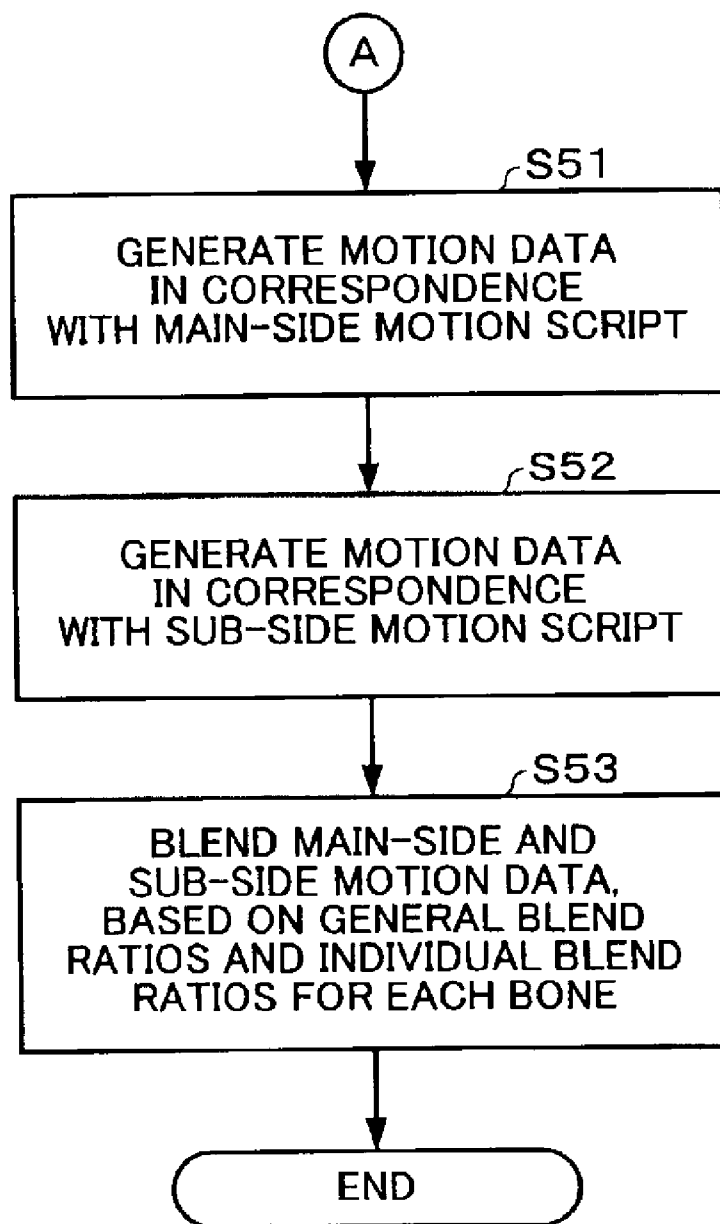 A
S51
GENERATE MOTION DATA
IN CORRESPONDENCE
WITH MAIN-SIDE MOTION SCRIPT
S52
GENERATE MOTION DATA
IN CORRESPONDENCE
WITH SUB-SIDE MOTION SCRIPT
S53
BLEND MAIN-SIDE AND
SUB-SIDE MOTION DATA,
BASED ON GENERAL BLEND
RATIOS AND INDIVIDUAL BLEND
RATIOS FOR EACH BONE
END